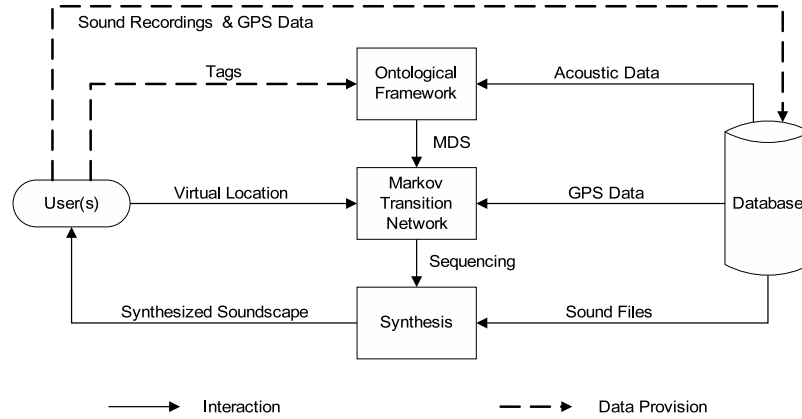 Sound Recordings & GPS Data
Tags
Ontological
Framework
Acoustic Data
MDS
User(s)
Virtual Location
Markov
Transition
Network
GPS Data
Database
Sequencing
Synthesized Soundscape
Synthesis
Sound Files
Interaction
Data Provision